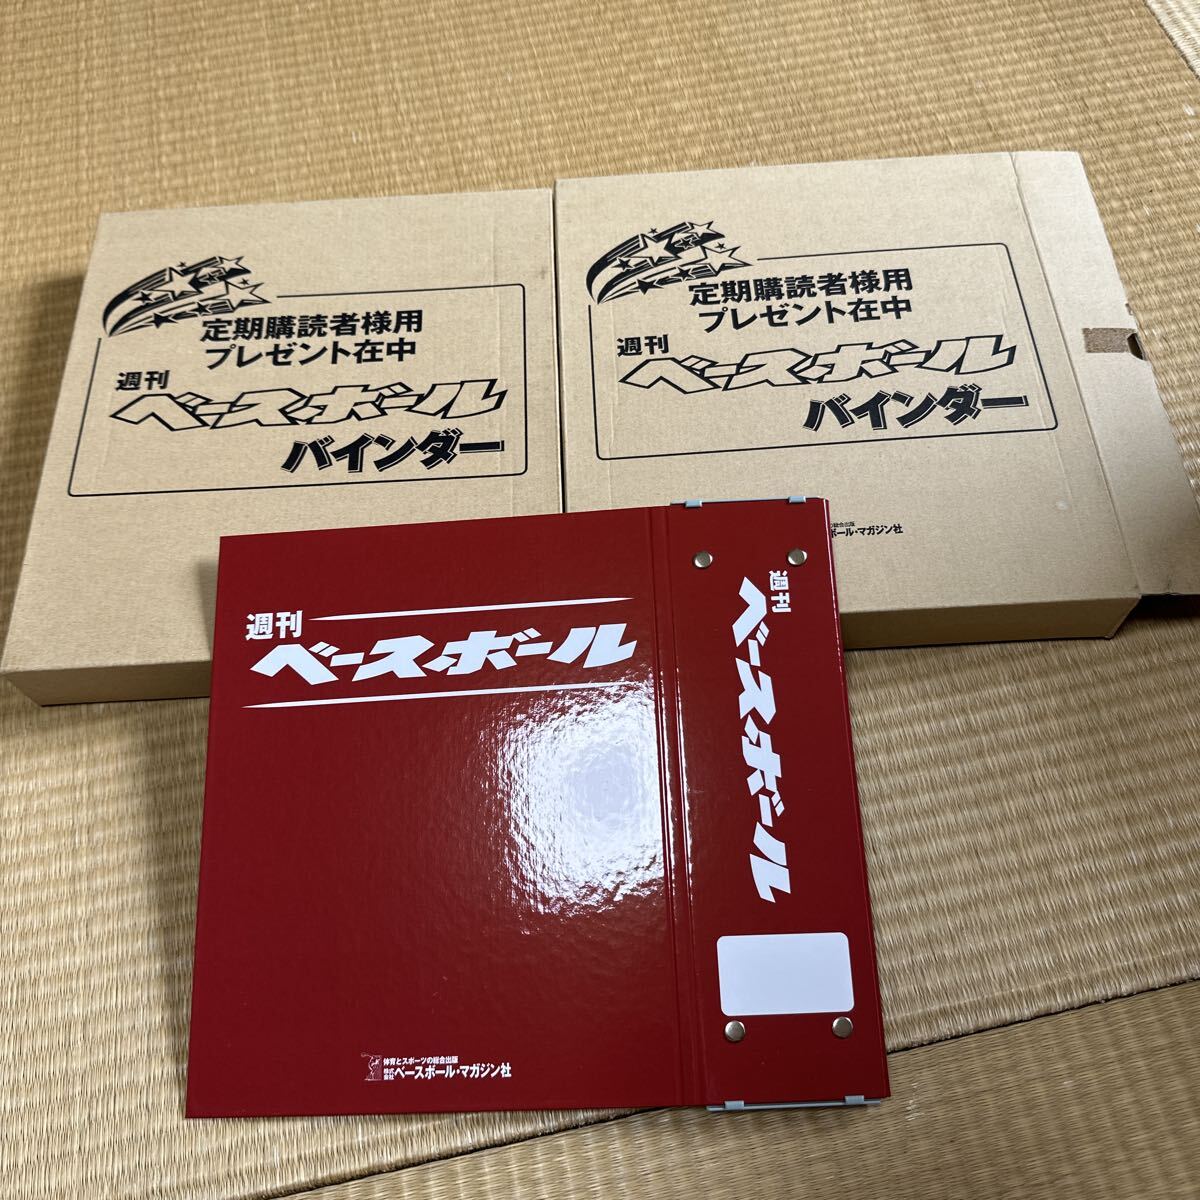 定期購読者様用
プレゼント在中
週刊
ベースボール
バインダー
定期購読者様用
プレゼント在中
週刊
ベースボール
バインダー
の総合出版
ボール・マガジン社
週刊
ベースボール
体育とスポーツの総合出版
株式会社
ベースボール・マガジン社
週刊
ベースボール